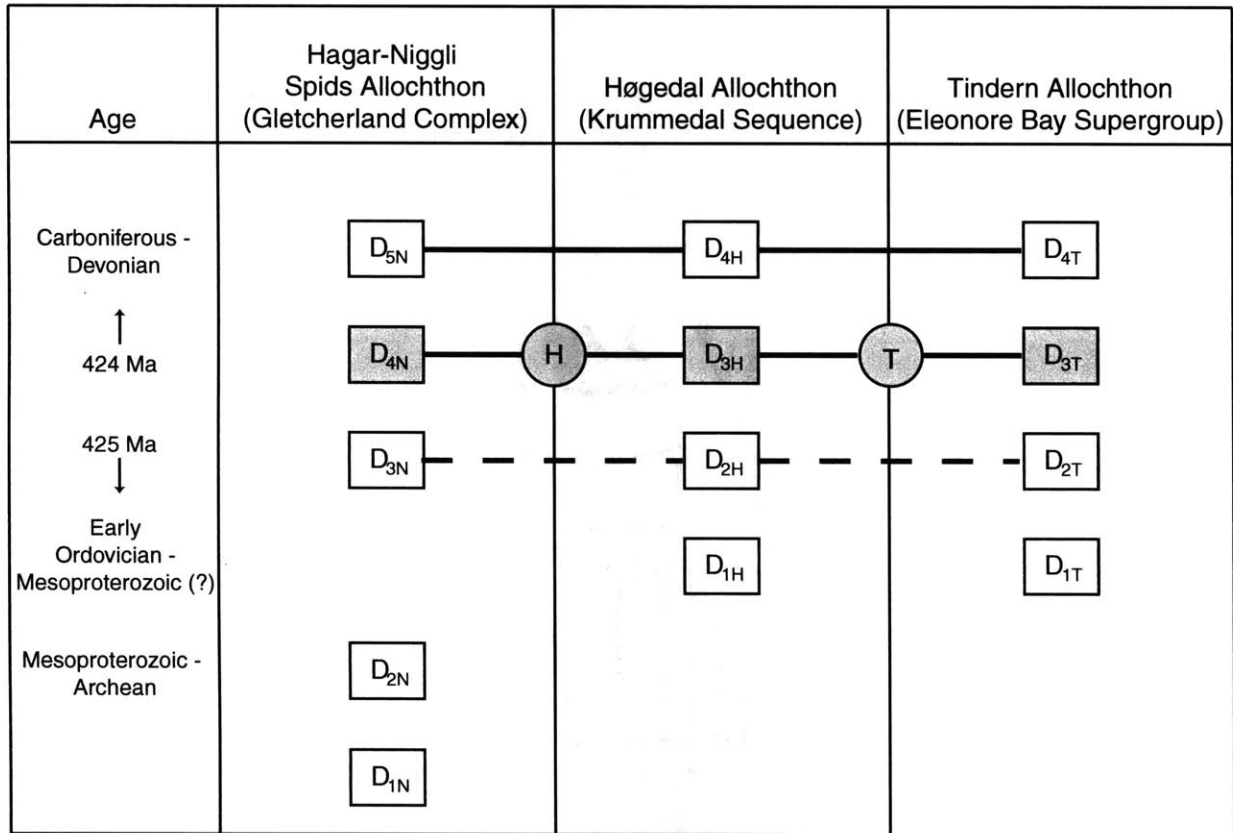 Age
Hagar-Niggli
Spids Allochthon
(Gletcherland Complex)
Høgedal Allochthon
(Krummedal Sequence)
Tindern Allochthon
(Eleonore Bay Supergroup)
Carboniferous -
Devonian
D5N
D4H
D4T
↑
424 Ma
D4N
H
D3H
T
D3T
425 Ma
↓
D3N
D2H
D2T
Early
Ordovician -
Mesoproterozoic (?)
D1H
D1T
Mesoproterozoic -
Archean
D2N
D1N